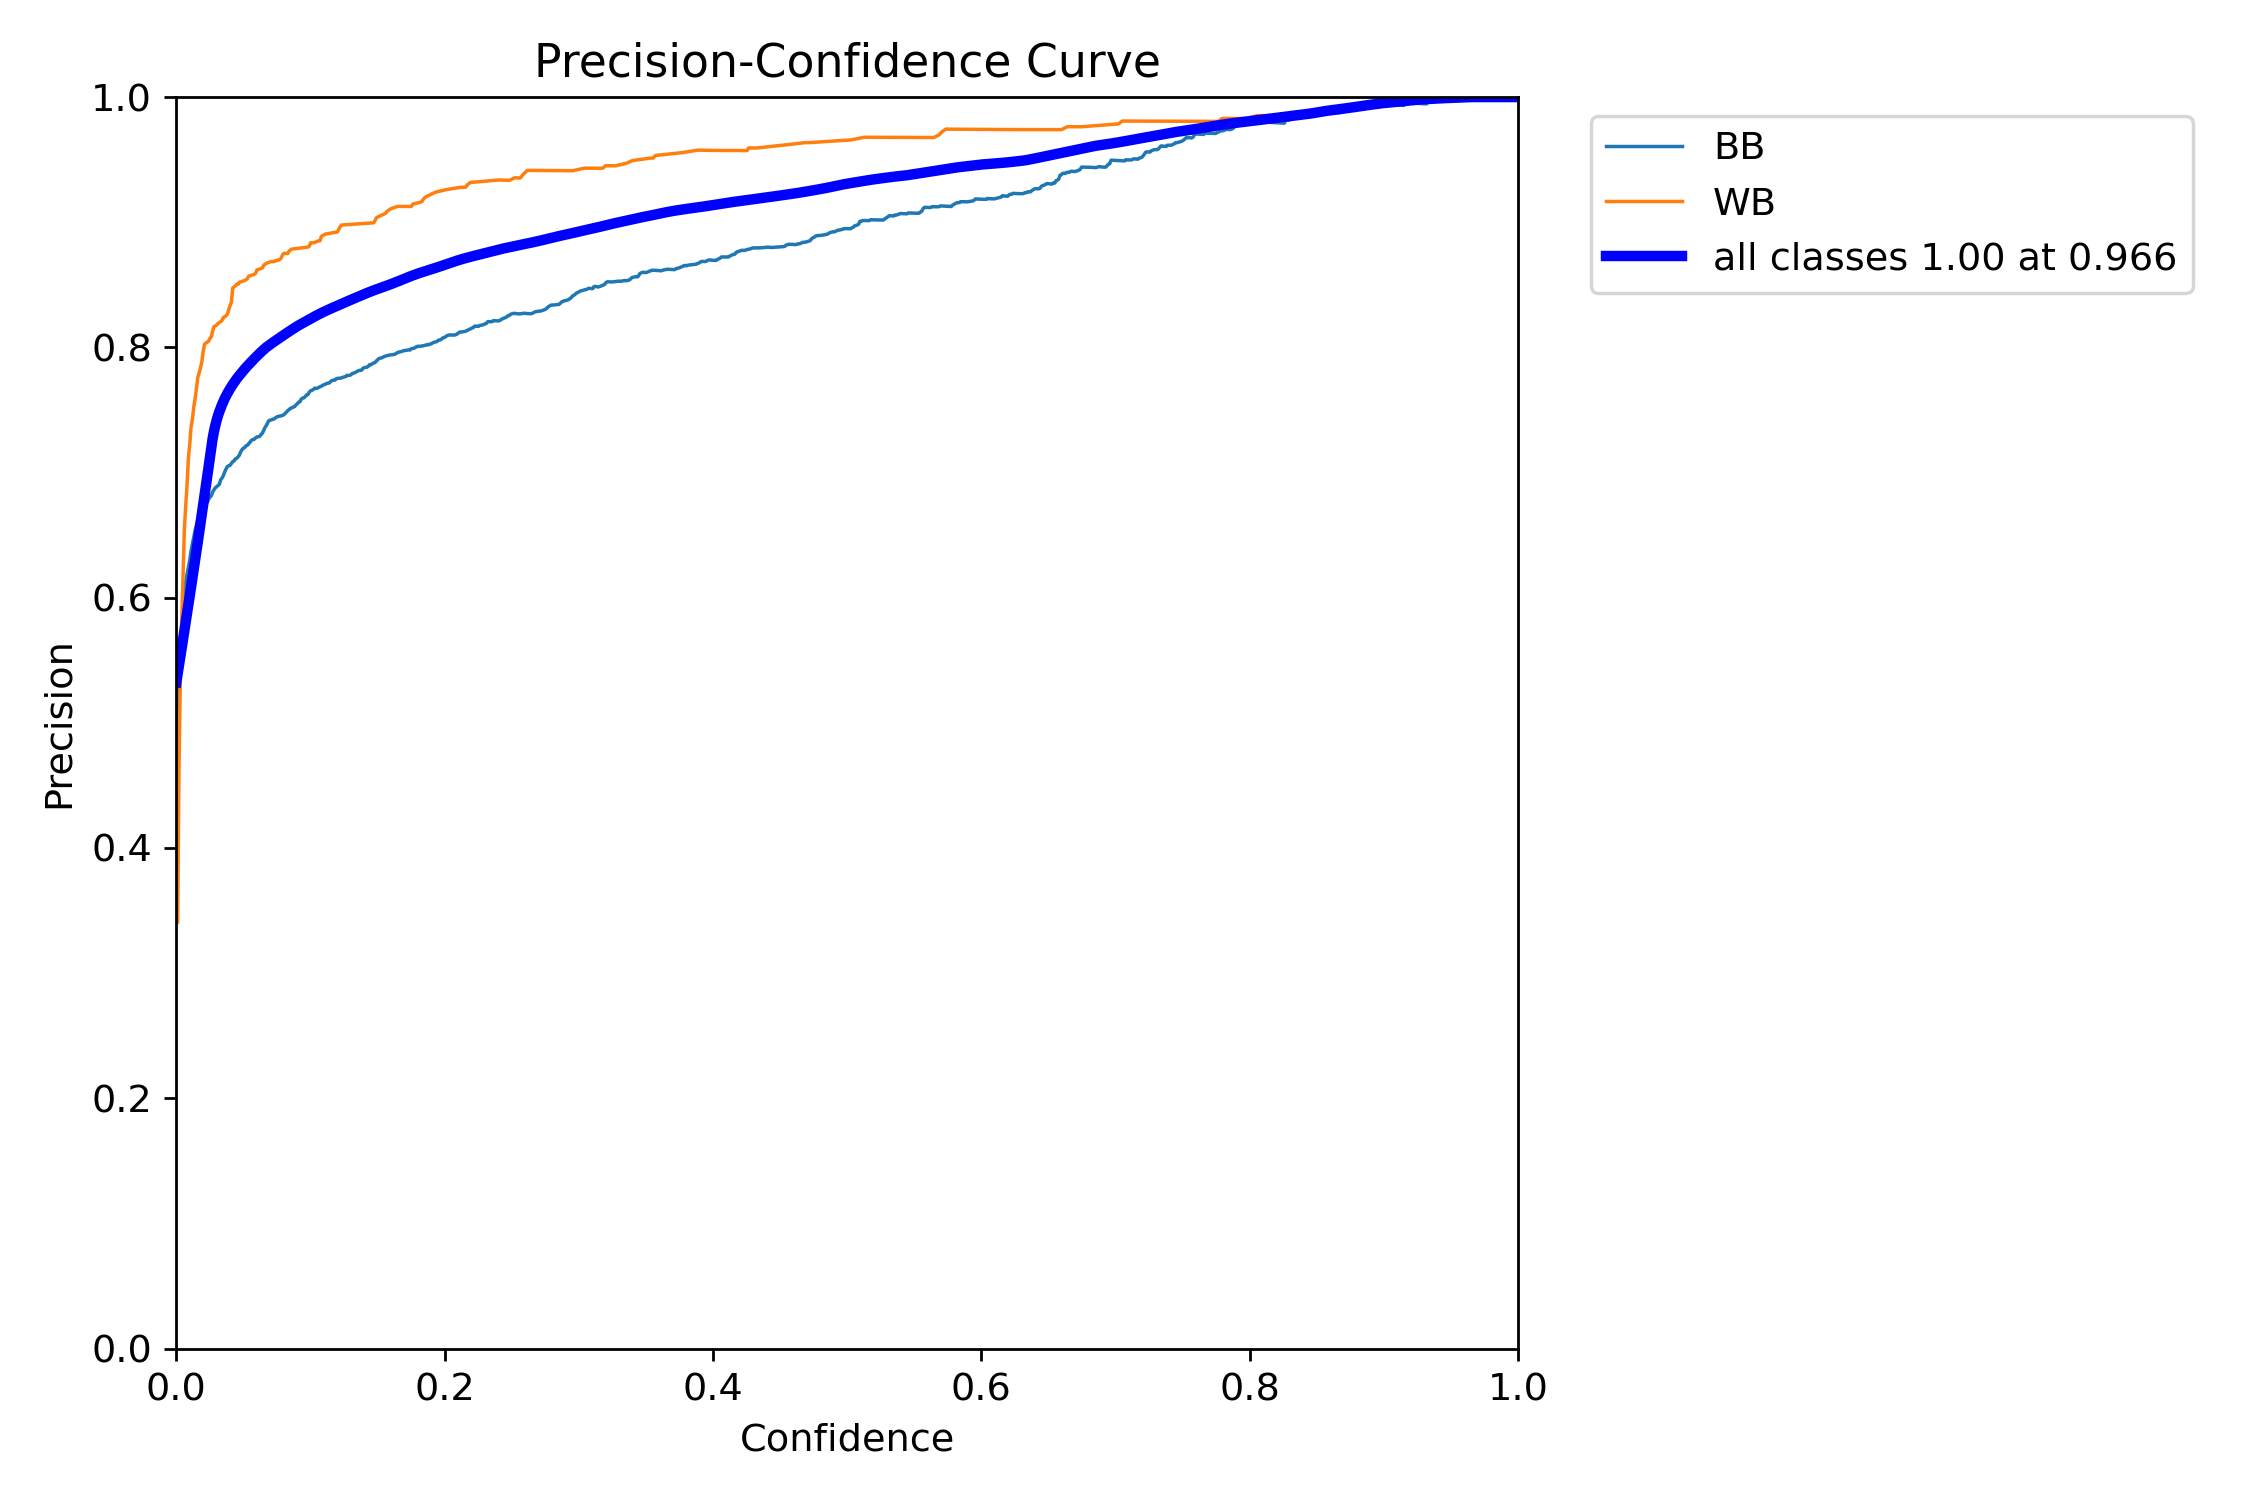 Precision-Confidence Curve
1.0
0.8
0.6
0.4
0.2
0.0
Precision
0.0 0.2 0.4 0.6 0.8 1.0
Confidence
BB
WB
all classes 1.00 at 0.966